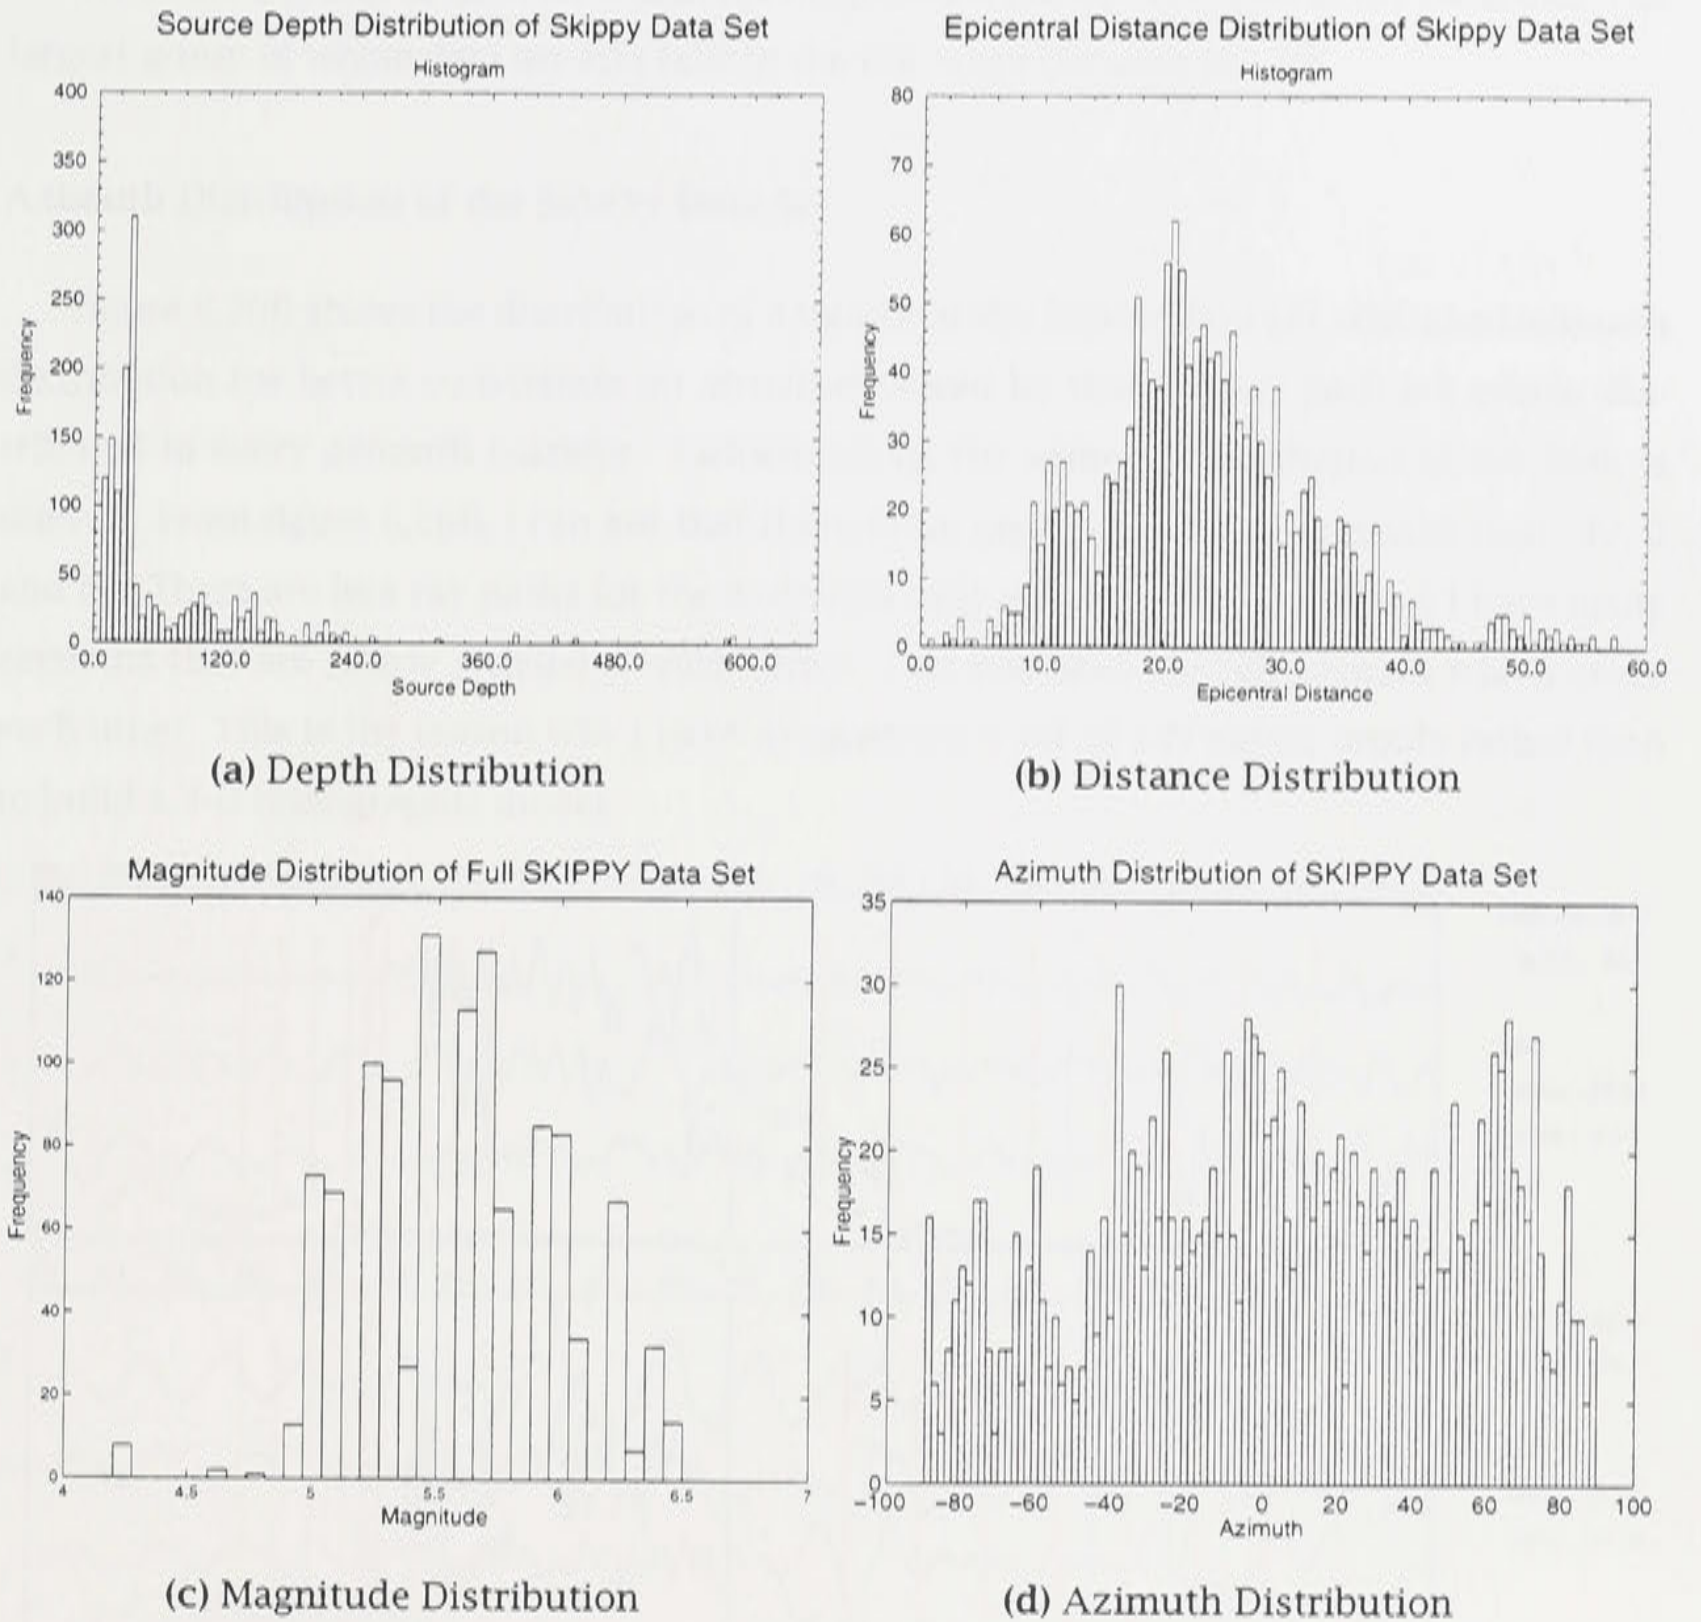 Source Depth Distribution of Skippy Data Set
Histogram
400
350
300
250
200
150
100
50
0
Frequency
0.0 120.0 240.0 360.0 480.0 600.0
Source Depth
(a) Depth Distribution
Epicentral Distance Distribution of Skippy Data Set
Histogram
80
70
60
50
40
30
20
10
0
Frequency
0.0 10.0 20.0 30.0 40.0 50.0 60.0
Epicentral Distance
(b) Distance Distribution
Magnitude Distribution of Full SKIPPY Data Set
140
120
100
80
60
40
20
0
Frequency
4 4.5 5 5.5 6 6.5 7
Magnitude
(c) Magnitude Distribution
Azimuth Distribution of SKIPPY Data Set
35
30
25
20
15
10
5
0
Frequency
−100 −80 −60 −40 −20 0 20 40 60 80 100
Azimuth
(d) Azimuth Distribution